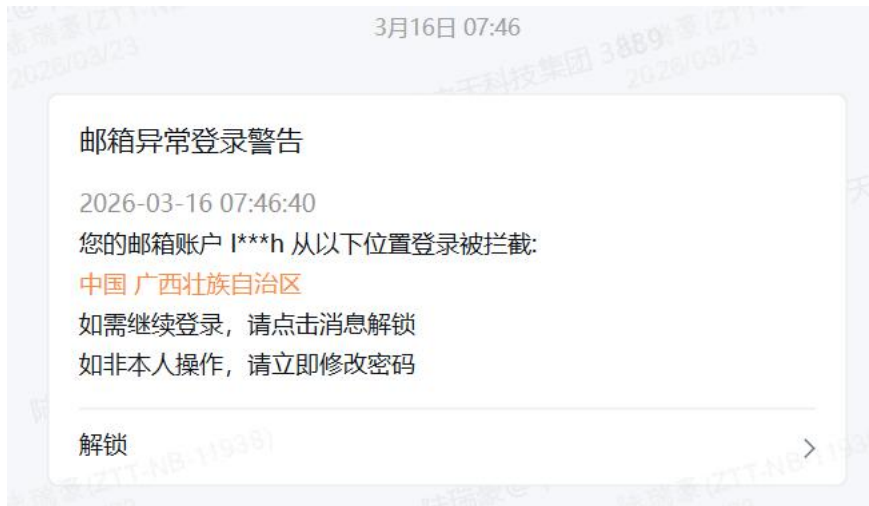 3月16日 07:46
邮箱异常登录警告
2026-03-16 07:46:40
您的邮箱账户 l***h 从以下位置登录被拦截:
中国 广西壮族自治区
如需继续登录，请点击消息解锁
如非本人操作，请立即修改密码
解锁